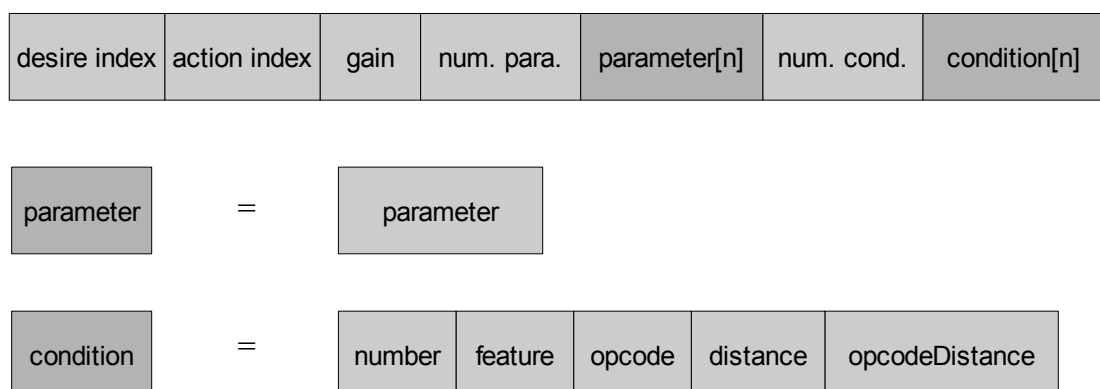 desire index action index gain num. para. parameter[n] num. cond. condition[n]
parameter = parameter
condition = number feature opcode distance opcodeDistance